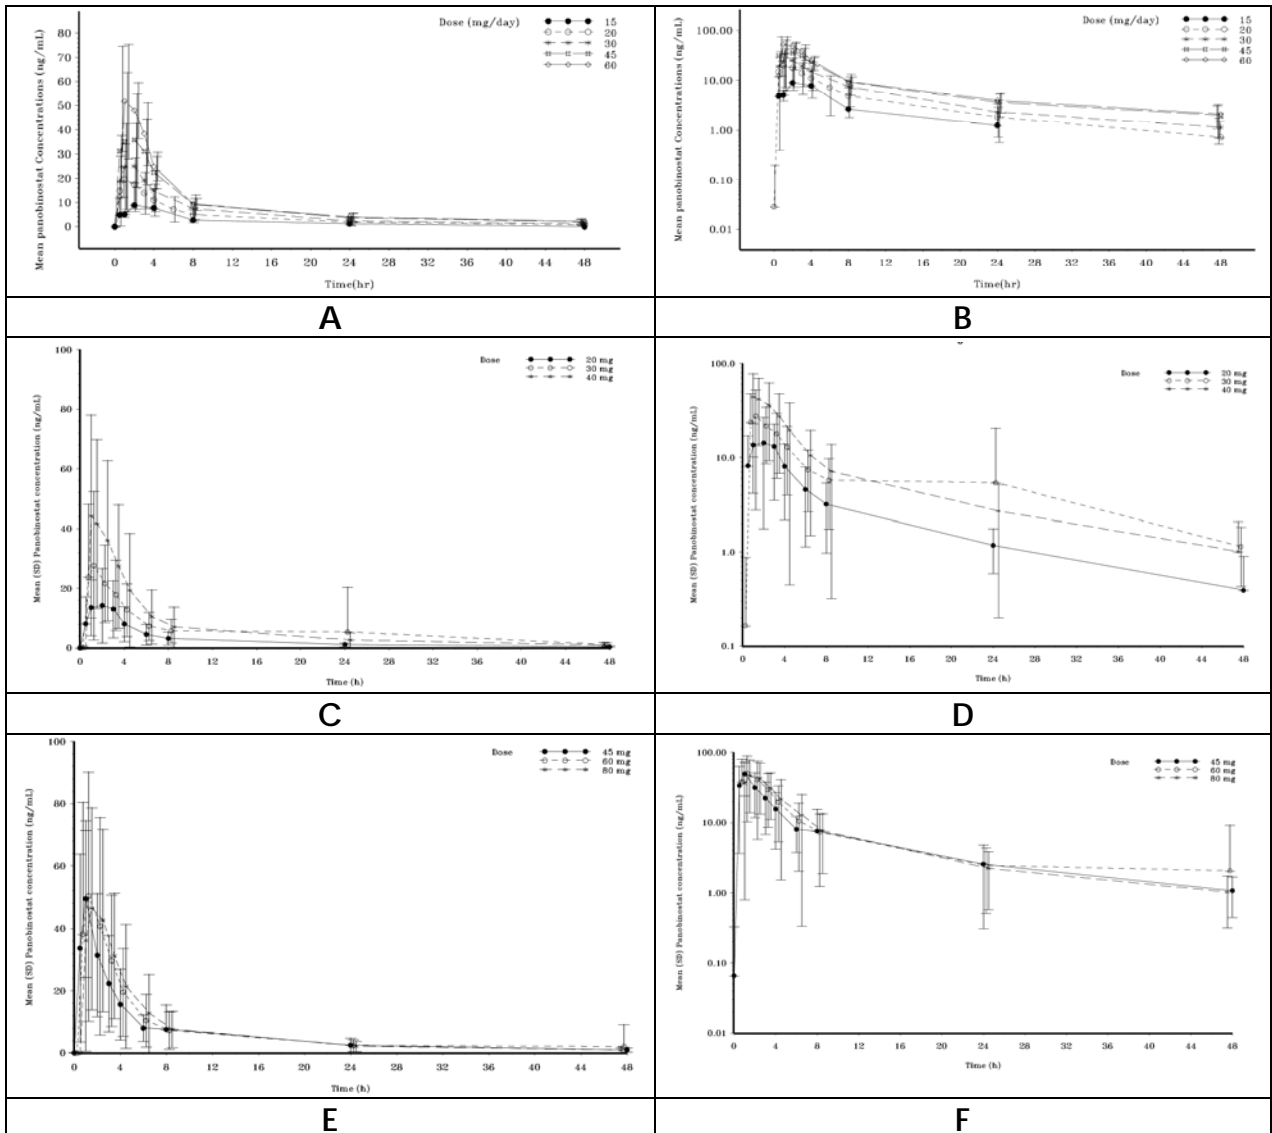 Dose (mg/day)
15
20
30
45
60
80
70
60
50
40
30
20
10
0
Mean panobinostat Concentrations (ng/mL)
0 4 8 12 16 20 24 28 32 36 40 44 48
Time(hr)
A
Dose (mg/day)
15
20
30
45
60
100.00
10.00
1.00
0.10
0.01
Mean panobinostat Concentrations (ng/mL)
0 4 8 12 16 20 24 28 32 36 40 44 48
Time(hr)
B
Dose
20 mg
30 mg
40 mg
100
80
60
40
20
0
Mean (SD) Panobinostat concentration (ng/mL)
0 4 8 12 16 20 24 28 32 36 40 44 48
Time (h)
C
Dose
20 mg
30 mg
40 mg
100.0
10.0
1.0
0.1
Mean (SD) Panobinostat concentration (ng/mL)
0 4 8 12 16 20 24 28 32 36 40 44 48
Time (h)
D
Dose
45 mg
60 mg
80 mg
100
80
60
40
20
0
Mean (SD) Panobinostat concentration (ng/mL)
0 4 8 12 16 20 24 28 32 36 40 44 48
Time (h)
E
Dose
45 mg
60 mg
80 mg
100.00
10.00
1.00
0.10
0.01
Mean (SD) Panobinostat concentration (ng/mL)
0 4 8 12 16 20 24 28 32 36 40 44 48
Time (h)
F